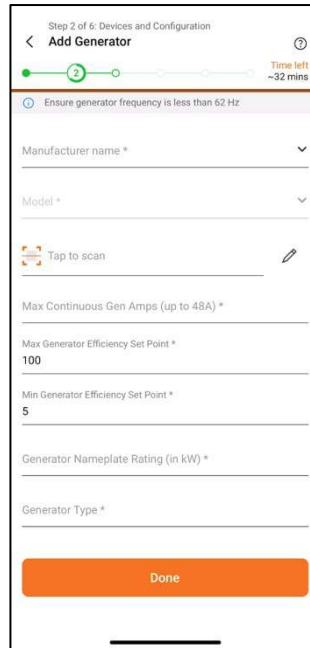 Step 2 of 6: Devices and Configuration
Add Generator
2
Time left
~32 mins
Ensure generator frequency is less than 62 Hz
Manufacturer name *
Model *
Tap to scan
Max Continuous Gen Amps (up to 48A) *
Max Generator Efficiency Set Point *
100
Min Generator Efficiency Set Point *
5
Generator Nameplate Rating (in kW) *
Generator Type *
Done